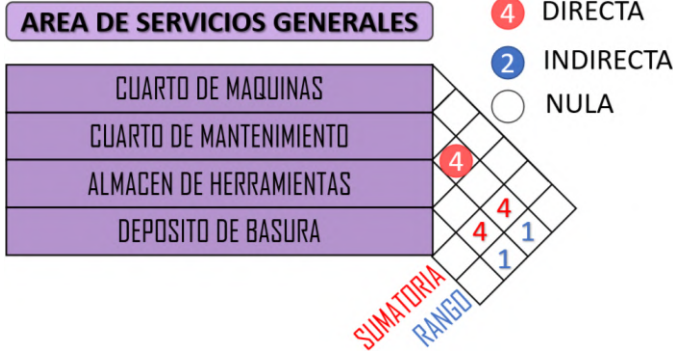 AREA DE SERVICIOS GENERALES
4 DIRECTA
2 INDIRECTA
NULA
CUARTO DE MAQUINAS
CUARTO DE MANTENIMIENTO
4
ALMACEN DE HERRAMIENTAS
4
DEPOSITO DE BASURA
4 1
1
SUMATORIA
RANGO